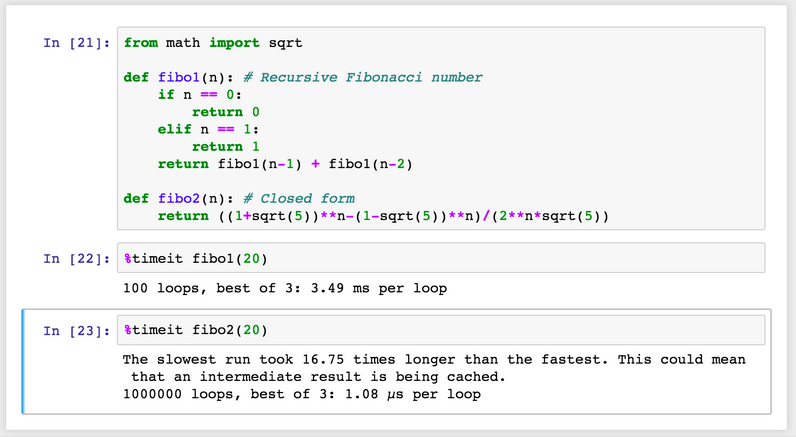 In [21]: from math import sqrt
def fibo1(n): # Recursive Fibonacci number
    if n == 0:
        return 0
    elif n == 1:
        return 1
    return fibo1(n-1) + fibo1(n-2)
def fibo2(n): # Closed form
    return ((1+sqrt(5))**n-(1-sqrt(5))**n)/(2**n*sqrt(5))
In [22]: %timeit fibo1(20)
100 loops, best of 3: 3.49 ms per loop
In [23]: %timeit fibo2(20)
The slowest run took 16.75 times longer than the fastest. This could mean
 that an intermediate result is being cached.
1000000 loops, best of 3: 1.08 µs per loop